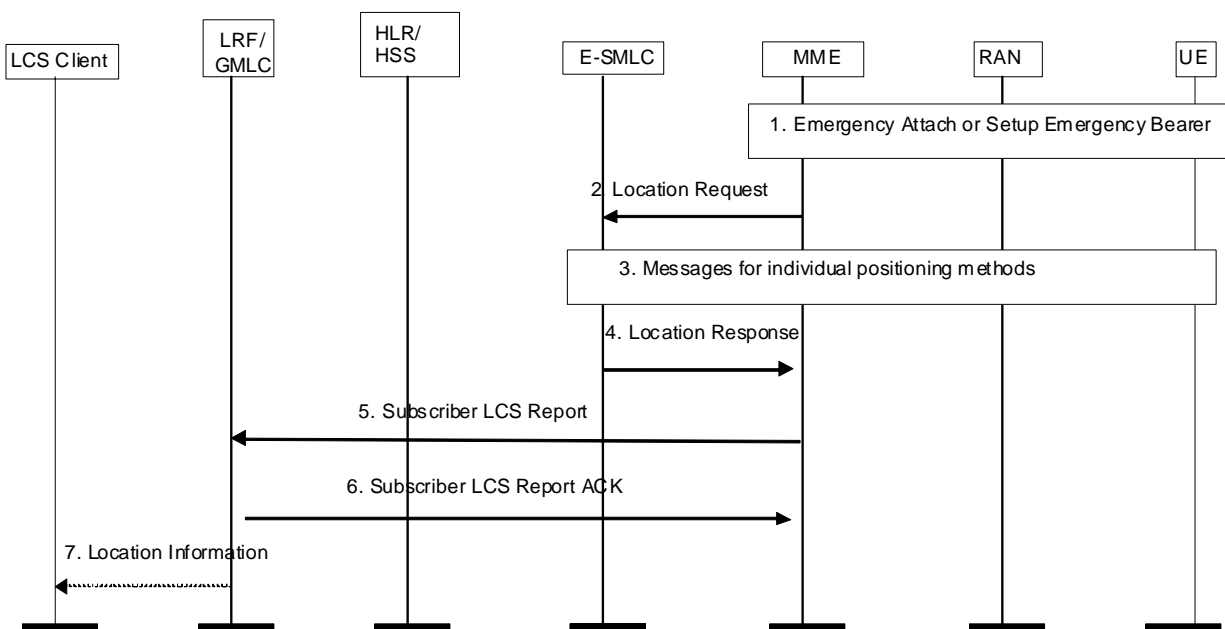 LCS Client
LRF/
GMLC
HLR/
HSS
E-SMLC
MME
RAN
UE
1. Emergency Attach or Setup Emergency Bearer
2. Location Request
3. Messages for individual positioning methods
4. Location Response
5. Subscriber LCS Report
6. Subscriber LCS Report ACK
7. Location Information